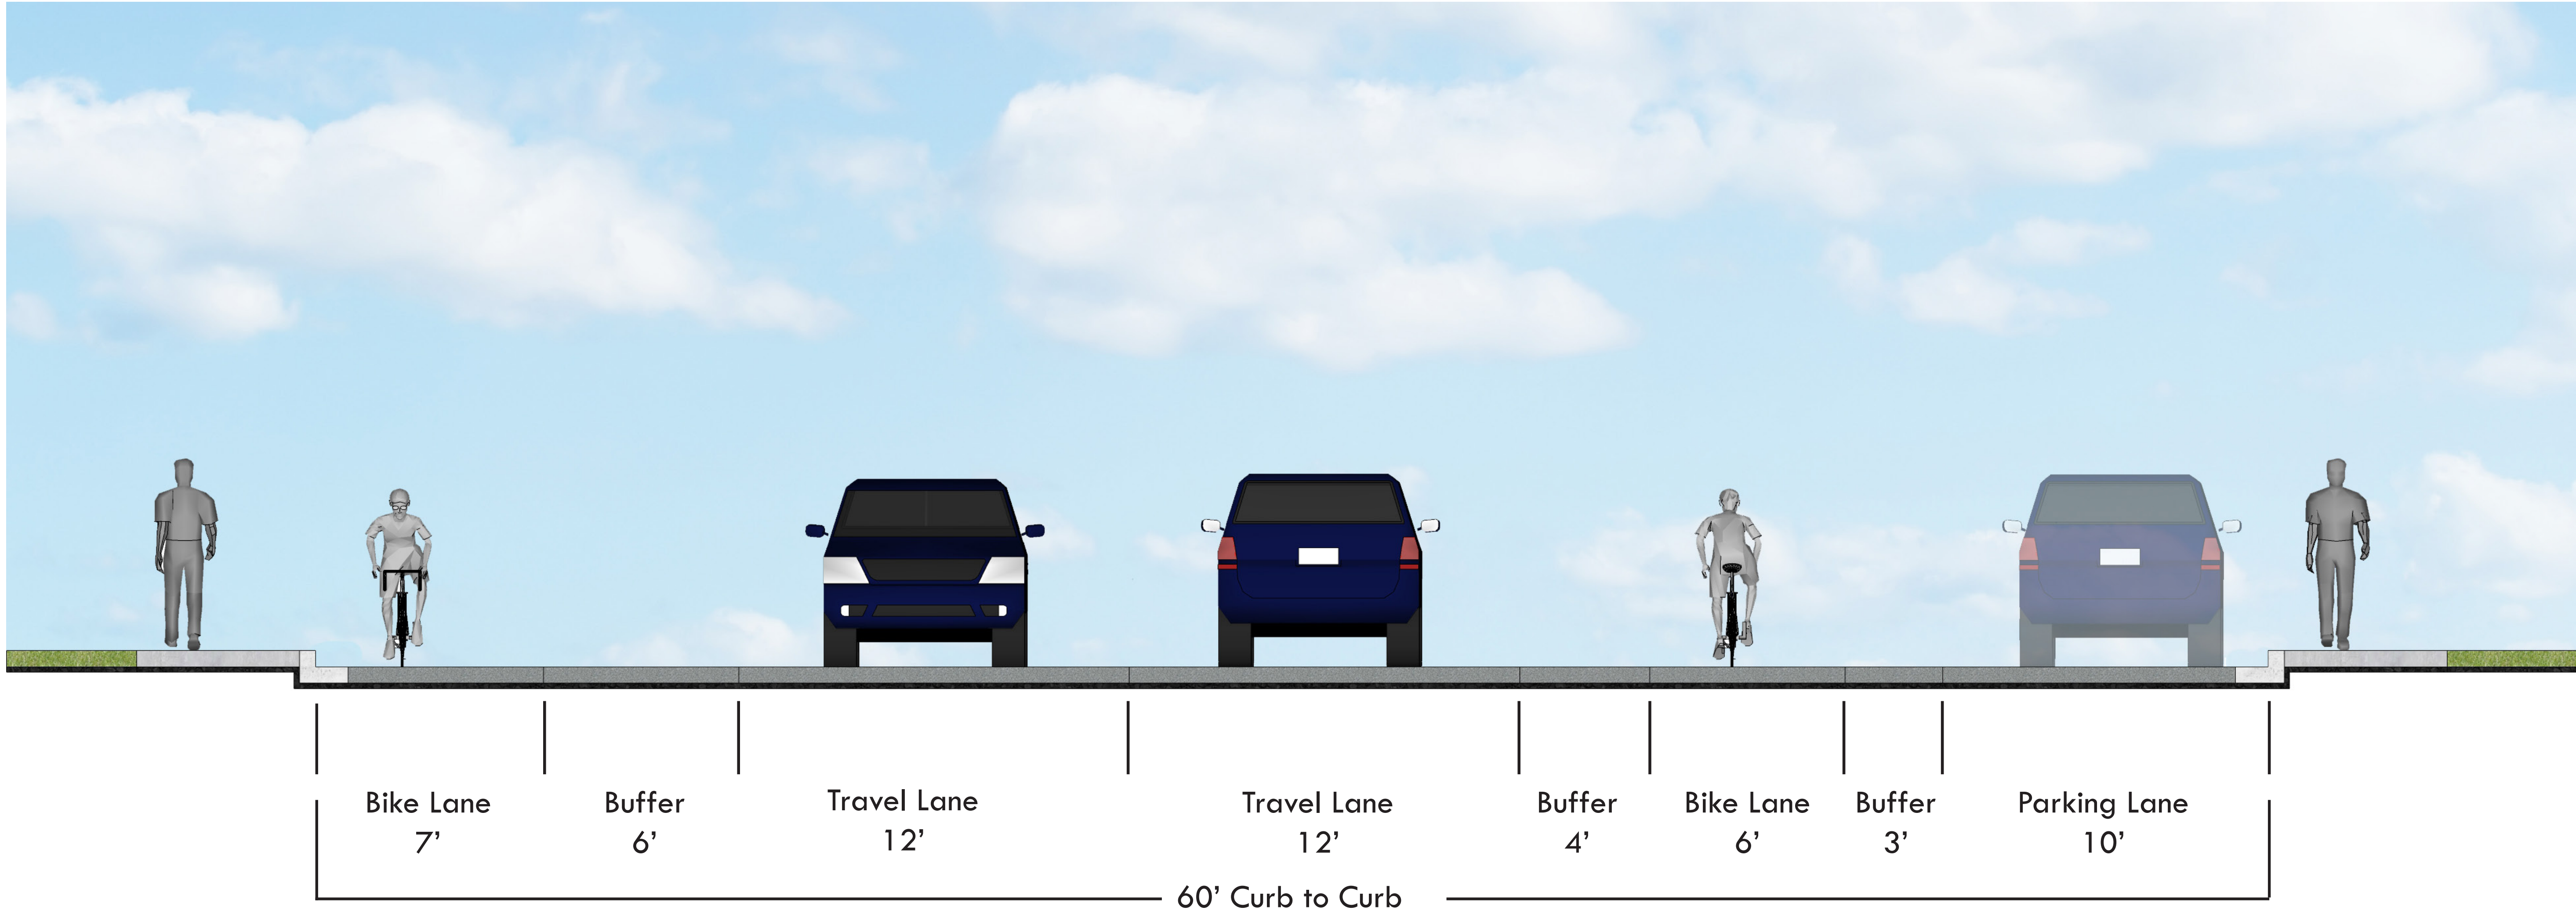 Bike Lane
7’
Buffer
6’
Travel Lane
12’
Travel Lane
12’
Buffer
4’
Bike Lane
6’
Buffer
3’
Parking Lane
10’
60’ Curb to Curb